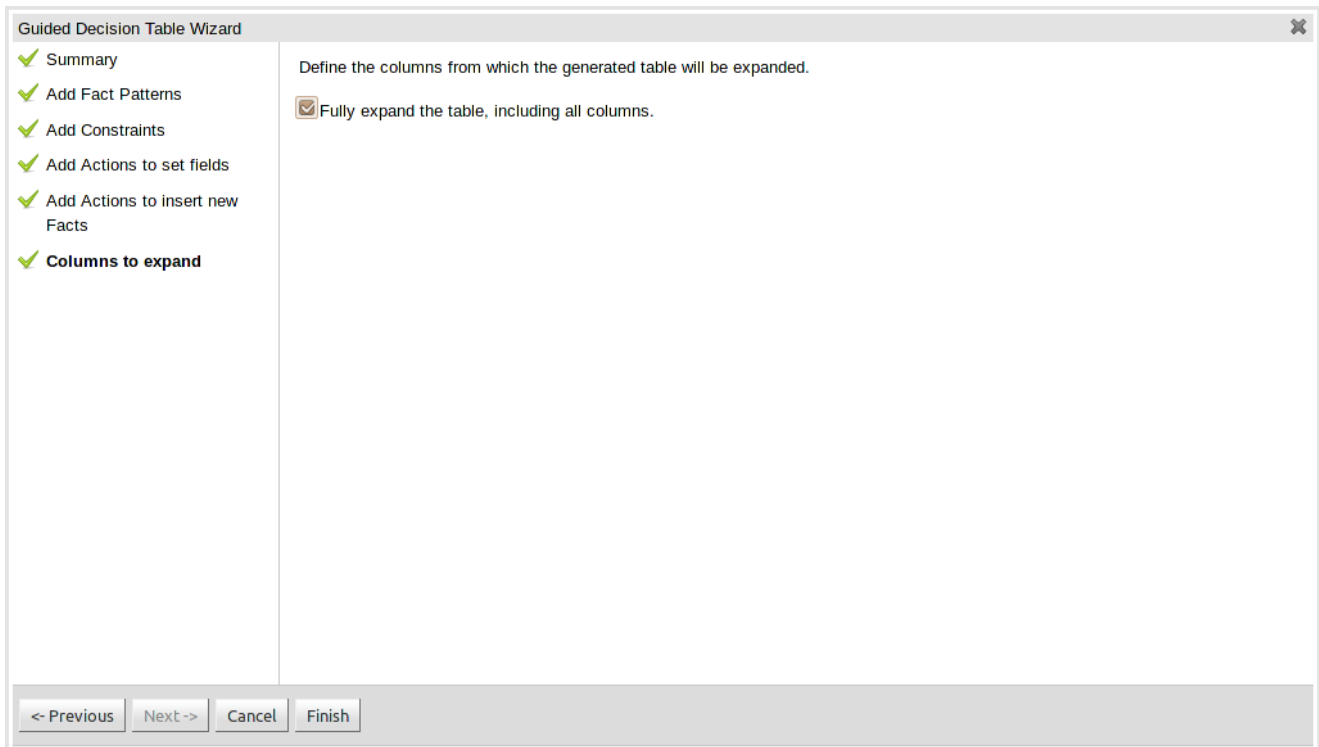 Guided Decision Table Wizard
Summary
Add Fact Patterns
Add Constraints
Add Actions to set fields
Add Actions to insert new
Facts
Columns to expand
Define the columns from which the generated table will be expanded.
Fully expand the table, including all columns.
<- Previous
Next ->
Cancel
Finish